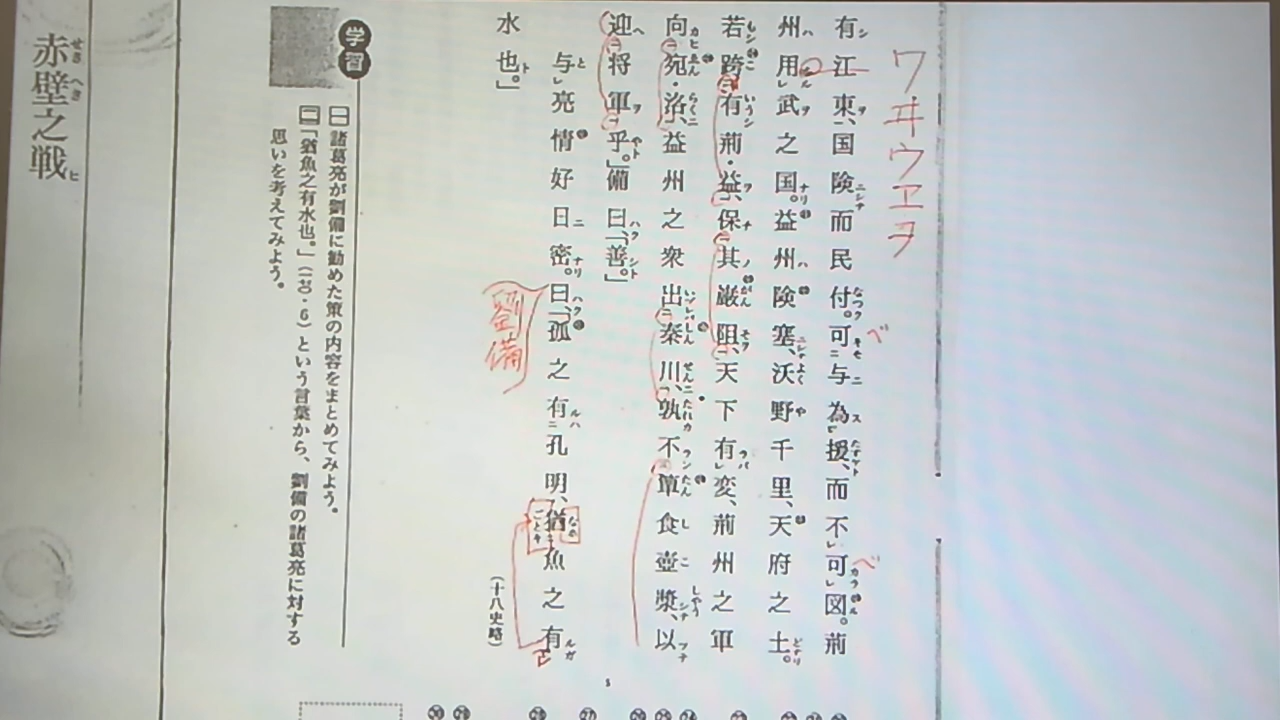 ワヰウヱヲ
有江東、国険而民付。可与為援、而不可図。荊
州用武之国。益州険塞、沃野千里、天府之土。
若跨有荊・益、保其巌阻、天下有変、荊州之軍
向宛・洛、益州之衆出秦川、孰不簞食壺漿、以
迎将軍乎。」備曰、「善。」
与亮情好日密。曰、「孤之有孔明、猶魚之有
水也。」
劉備
(十八史略)
学習
一 諸葛亮が劉備に勧めた策の内容をまとめてみよう。
二 「猶魚之有水也。」(二六・6)という言葉から、劉備の諸葛亮に対する
思いを考えてみよう。
赤壁之戦